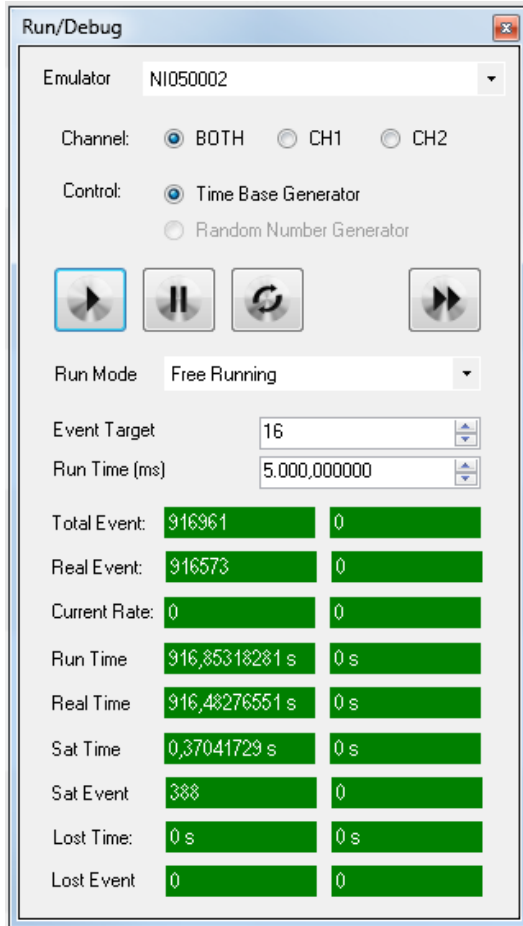 Run/Debug
Emulator NI050002
Channel: BOTH CH1 CH2
Control: Time Base Generator
Random Number Generator
Run Mode Free Running
Event Target 16
Run Time (ms) 5.000,000000
Total Event: 916961 0
Real Event: 916573 0
Current Rate: 0 0
Run Time 916,85318281 s 0 s
Real Time 916,48276551 s 0 s
Sat Time 0,37041729 s 0 s
Sat Event 388 0
Lost Time: 0 s 0 s
Lost Event 0 0